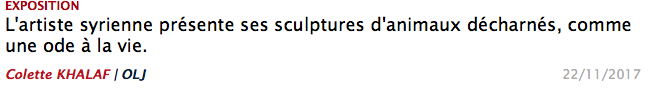 EXPOSITION
L'artiste syrienne présente ses sculptures d'animaux décharnés, comme
une ode à la vie.
Colette KHALAF | OLJ 22/11/2017